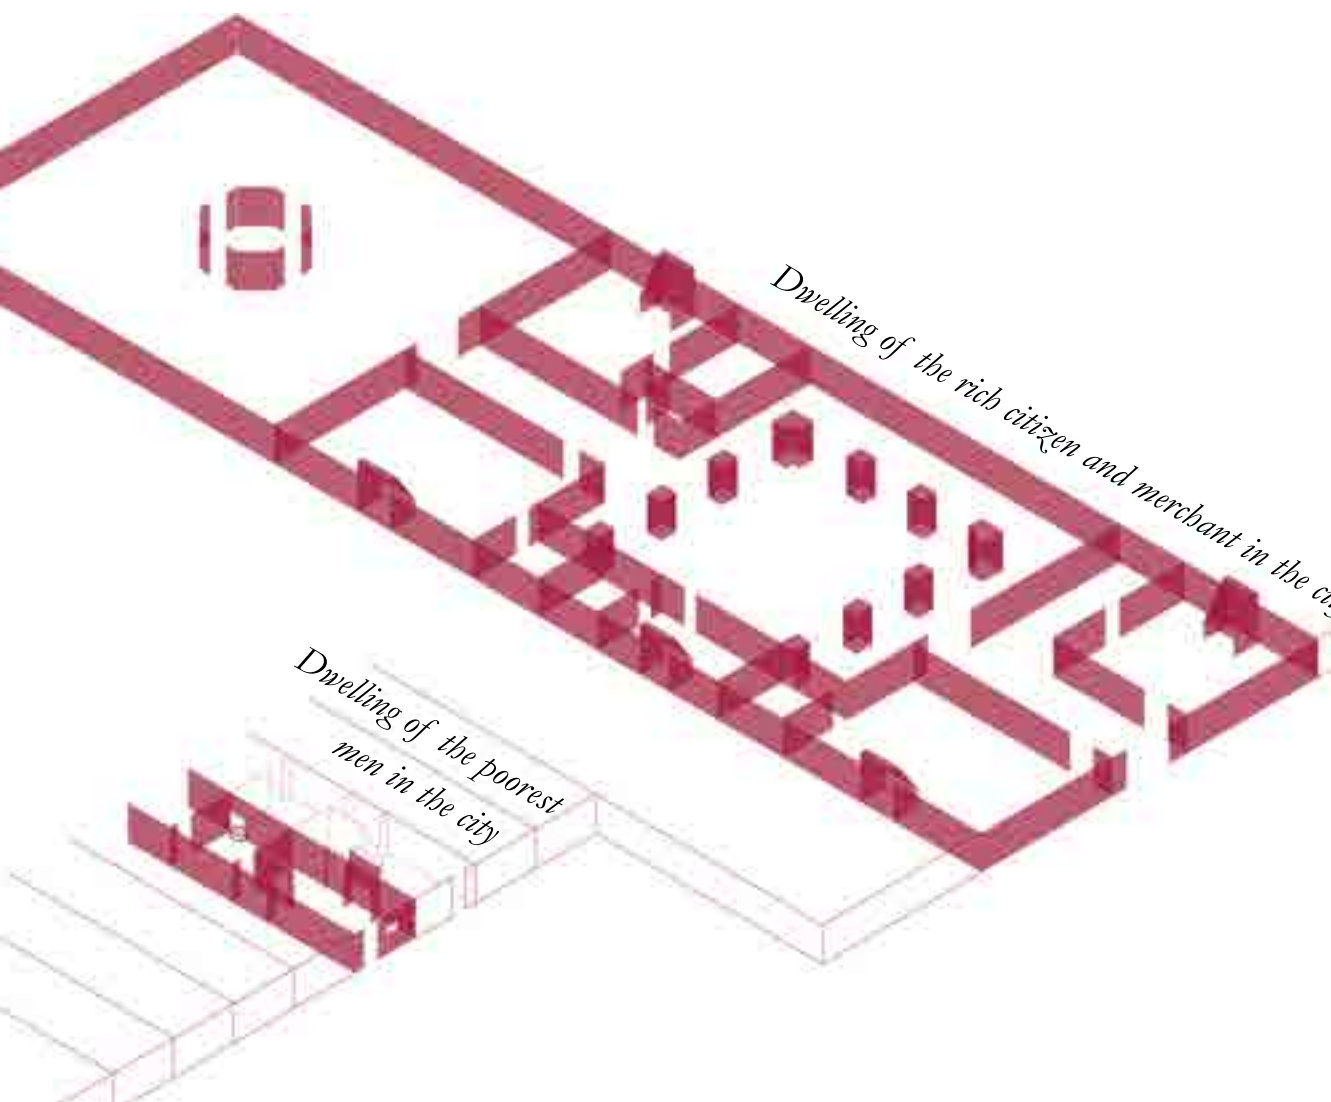 Dwelling of the rich citizen and merchant in the
Dwelling of the poorest
men in the city